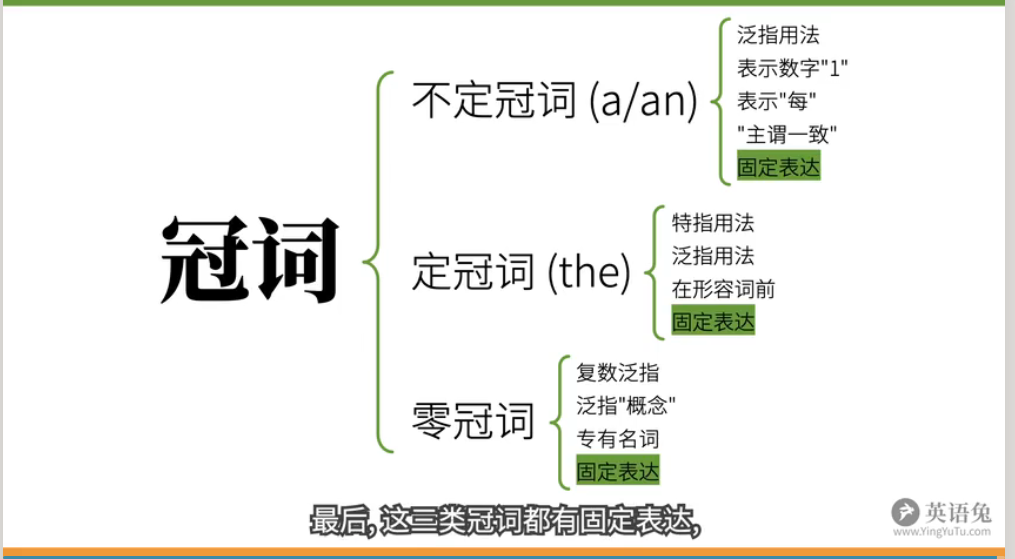 冠词
不定冠词 (a/an)
泛指用法
表示数字"1"
表示"每"
"主谓一致"
固定表达
定冠词 (the)
特指用法
泛指用法
在形容词前
固定表达
零冠词
复数泛指
泛指"概念"
专有名词
固定表达
最后, 这三类冠词都有固定表达,
英语兔
www.YingYuTu.com